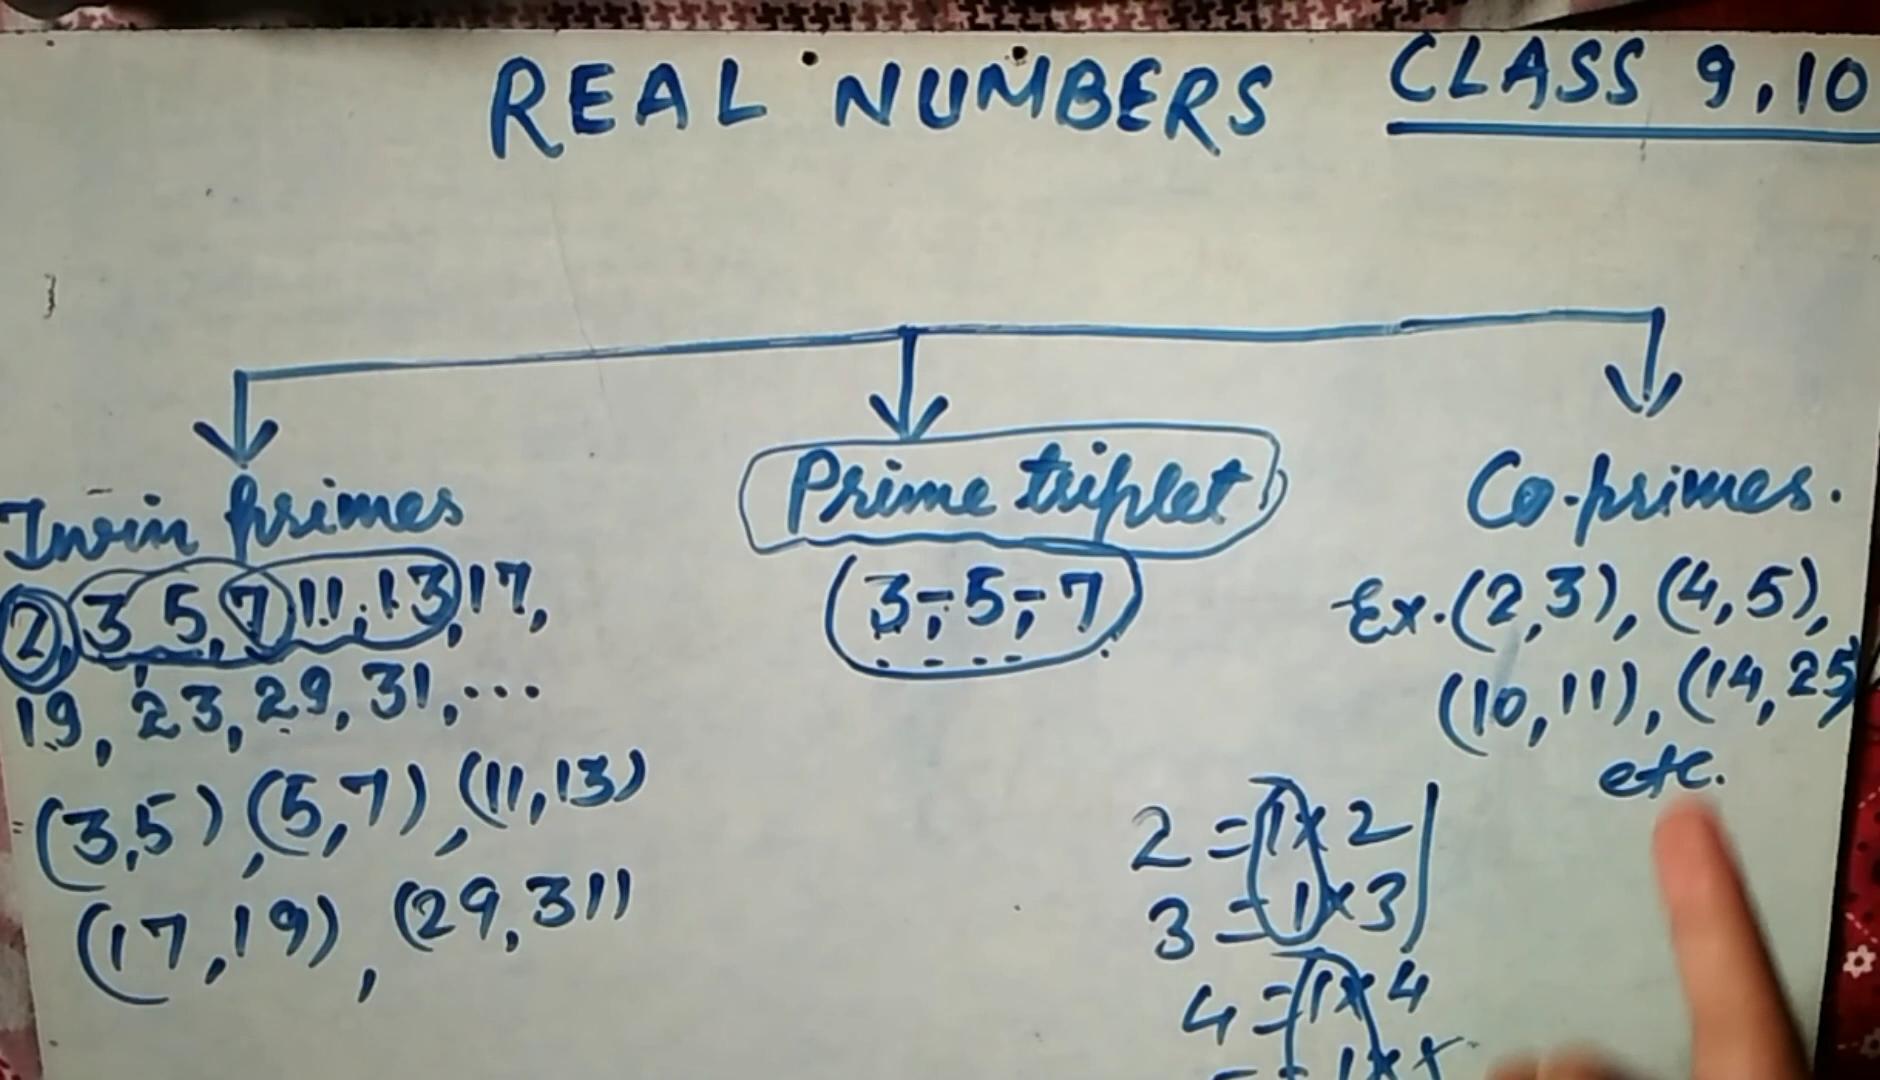 REAL NUMBERS
CLASS 9,10
Twin primes
2, 3, 5, 7, 11, 13, 17,
19, 23, 29, 31, ...
(3,5), (5,7), (11,13)
(17,19), (29,31)
Prime triplet
(3, 5, 7)
Co-primes.
Ex. (2,3), (4,5),
(10,11), (14,25)
etc.
2 = 1×2
3 = 1×3
4 = 1×4